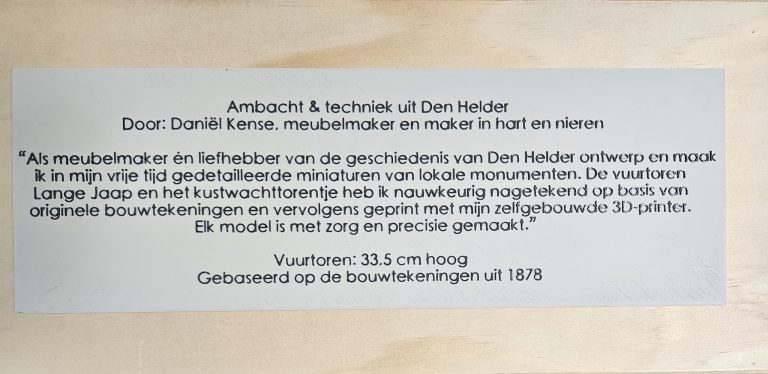 Ambacht & techniek uit Den Helder
Door: Daniël Kense, meubelmaker en maker in hart en nieren
“Als meubelmaker én liefhebber van de geschiedenis van Den Helder ontwerp en maak
ik in mijn vrije tijd gedetailleerde miniaturen van lokale monumenten. De vuurtoren
Lange Jaap en het kustwachttorentje heb ik nauwkeurig nagetekend op basis van
originele bouwtekeningen en vervolgens geprint met mijn zelfgebouwde 3D-printer.
Elk model is met zorg en precisie gemaakt.”
Vuurtoren: 33.5 cm hoog
Gebaseerd op de bouwtekeningen uit 1878